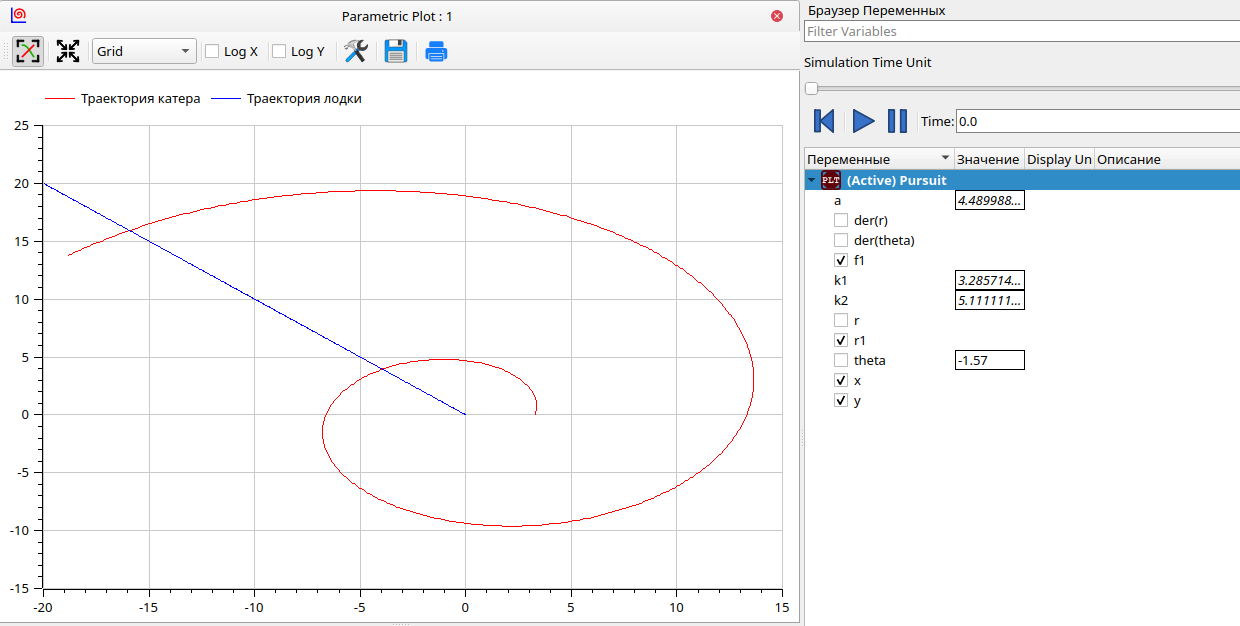 Parametric Plot : 1
Grid
Log X
Log Y
Траектория катера
Траектория лодки
25
20
15
10
5
0
-5
-10
-15
-20
-15
-10
-5
0
5
10
15
Браузер Переменных
Filter Variables
Simulation Time Unit
Time: 0.0
Переменные Значение Display Un Описание
PLT (Active) Pursuit
a 4.489988...
der(r)
der(theta)
f1
k1 3.285714...
k2 5.111111...
r
r1
theta -1.57
x
y